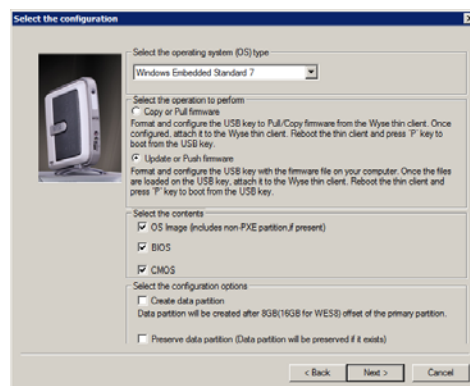 Select the configuration
Select the operating system (OS) type
Windows Embedded Standard 7
Select the operation to perform
Copy or Pull firmware
Format and configure the USB key to Pull/Copy firmware from the Wyse thin client. Once
configured, attach it to the Wyse thin client. Reboot the thin client and press 'P' key to
boot from the USB key.
Update or Push firmware
Format and configure the USB key with the firmware file on your computer. Once the files
are loaded on the USB key, attach it to the Wyse thin client. Reboot the thin client and
press 'P' key to boot from the USB key.
Select the contents
OS Image (includes non-PXE partition,if present)
BIOS
CMOS
Select the configuration options
Create data partition
Data partition will be created after 8GB(16GB for WES8) offset of the primary partition.
Preserve data partition (Data partition will be preserved if it exists)
< Back
Next >
Cancel